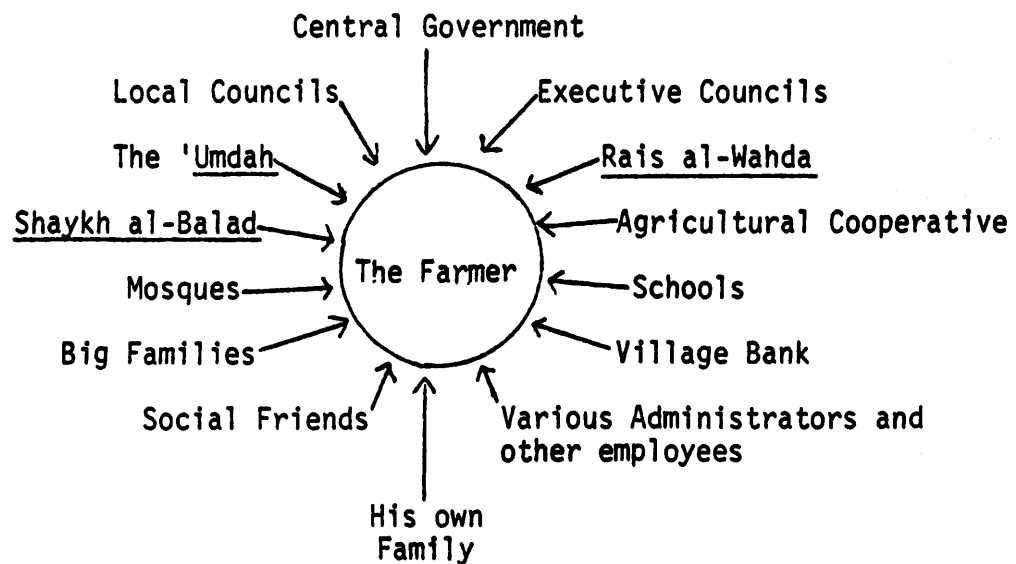 Central Government
Local Councils
Executive Councils
The 'Umdah
Rais al-Wahda
Shaykh al-Balad
Agricultural Cooperative
The Farmer
Mosques
Schools
Big Families
Village Bank
Social Friends
Various Administrators and
other employees
His own
Family